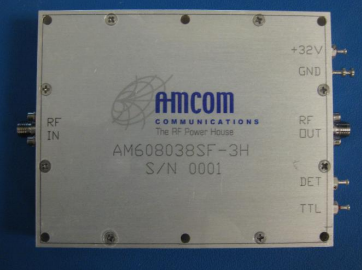 +32V
GND
AMCOM
COMMUNICATIONS
The RF Power House
RF
IN
RF
OUT
AM608038SF-3H
S/N 0001
DET
TTL